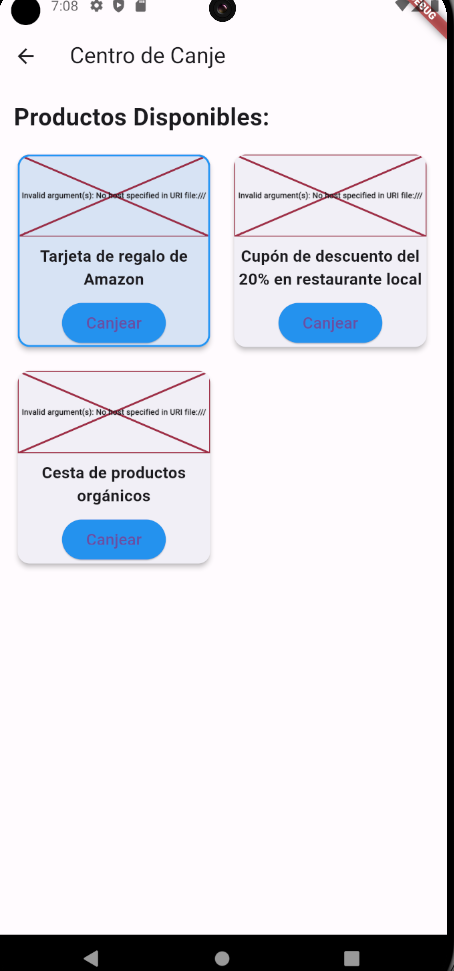 7:08
DEBUG
Centro de Canje
Productos Disponibles:
Invalid argument(s): No host specified in URI file:///
Tarjeta de regalo de
Amazon
Canjear
Invalid argument(s): No host specified in URI file:///
Cupón de descuento del
20% en restaurante local
Canjear
Invalid argument(s): No host specified in URI file:///
Cesta de productos
orgánicos
Canjear